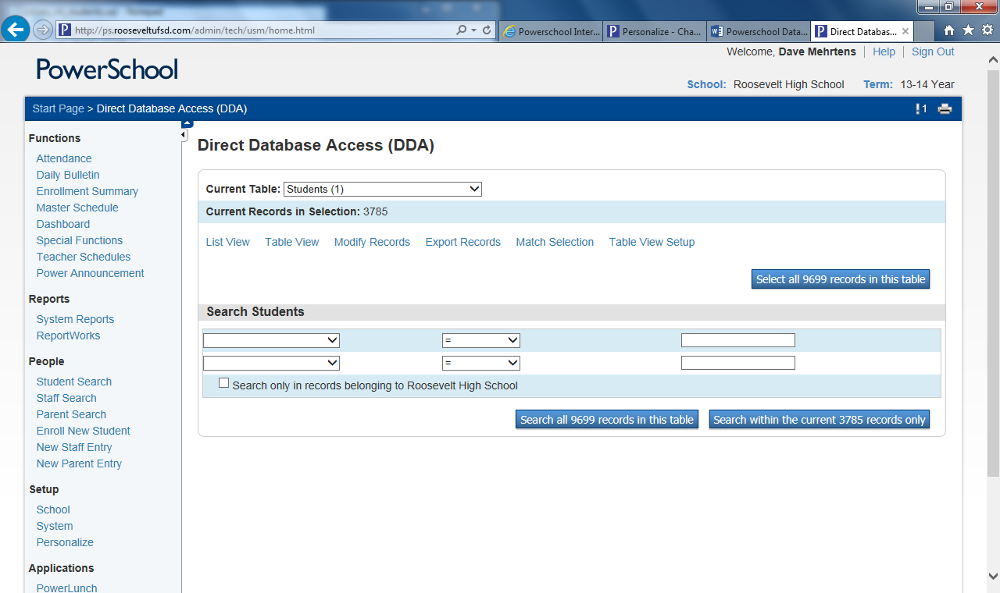 Notepad
http://ps.rooseveltufsd.com/admin/tech/usm/home.html
Powerschool Inter...
Personalize - Cha...
Powerschool Data...
Direct Databas...
Welcome, Dave Mehrtens Help Sign Out
PowerSchool
School: Roosevelt High School Term: 13-14 Year
Start Page > Direct Database Access (DDA)
!1
Functions
Attendance
Daily Bulletin
Enrollment Summary
Master Schedule
Dashboard
Special Functions
Teacher Schedules
Power Announcement
Reports
System Reports
ReportWorks
People
Student Search
Staff Search
Parent Search
Enroll New Student
New Staff Entry
New Parent Entry
Setup
School
System
Personalize
Applications
PowerLunch
Direct Database Access (DDA)
Current Table: Students (1)
Current Records in Selection: 3785
List View Table View Modify Records Export Records Match Selection Table View Setup
Select all 9699 records in this table
Search Students
=
=
Search only in records belonging to Roosevelt High School
Search all 9699 records in this table
Search within the current 3785 records only